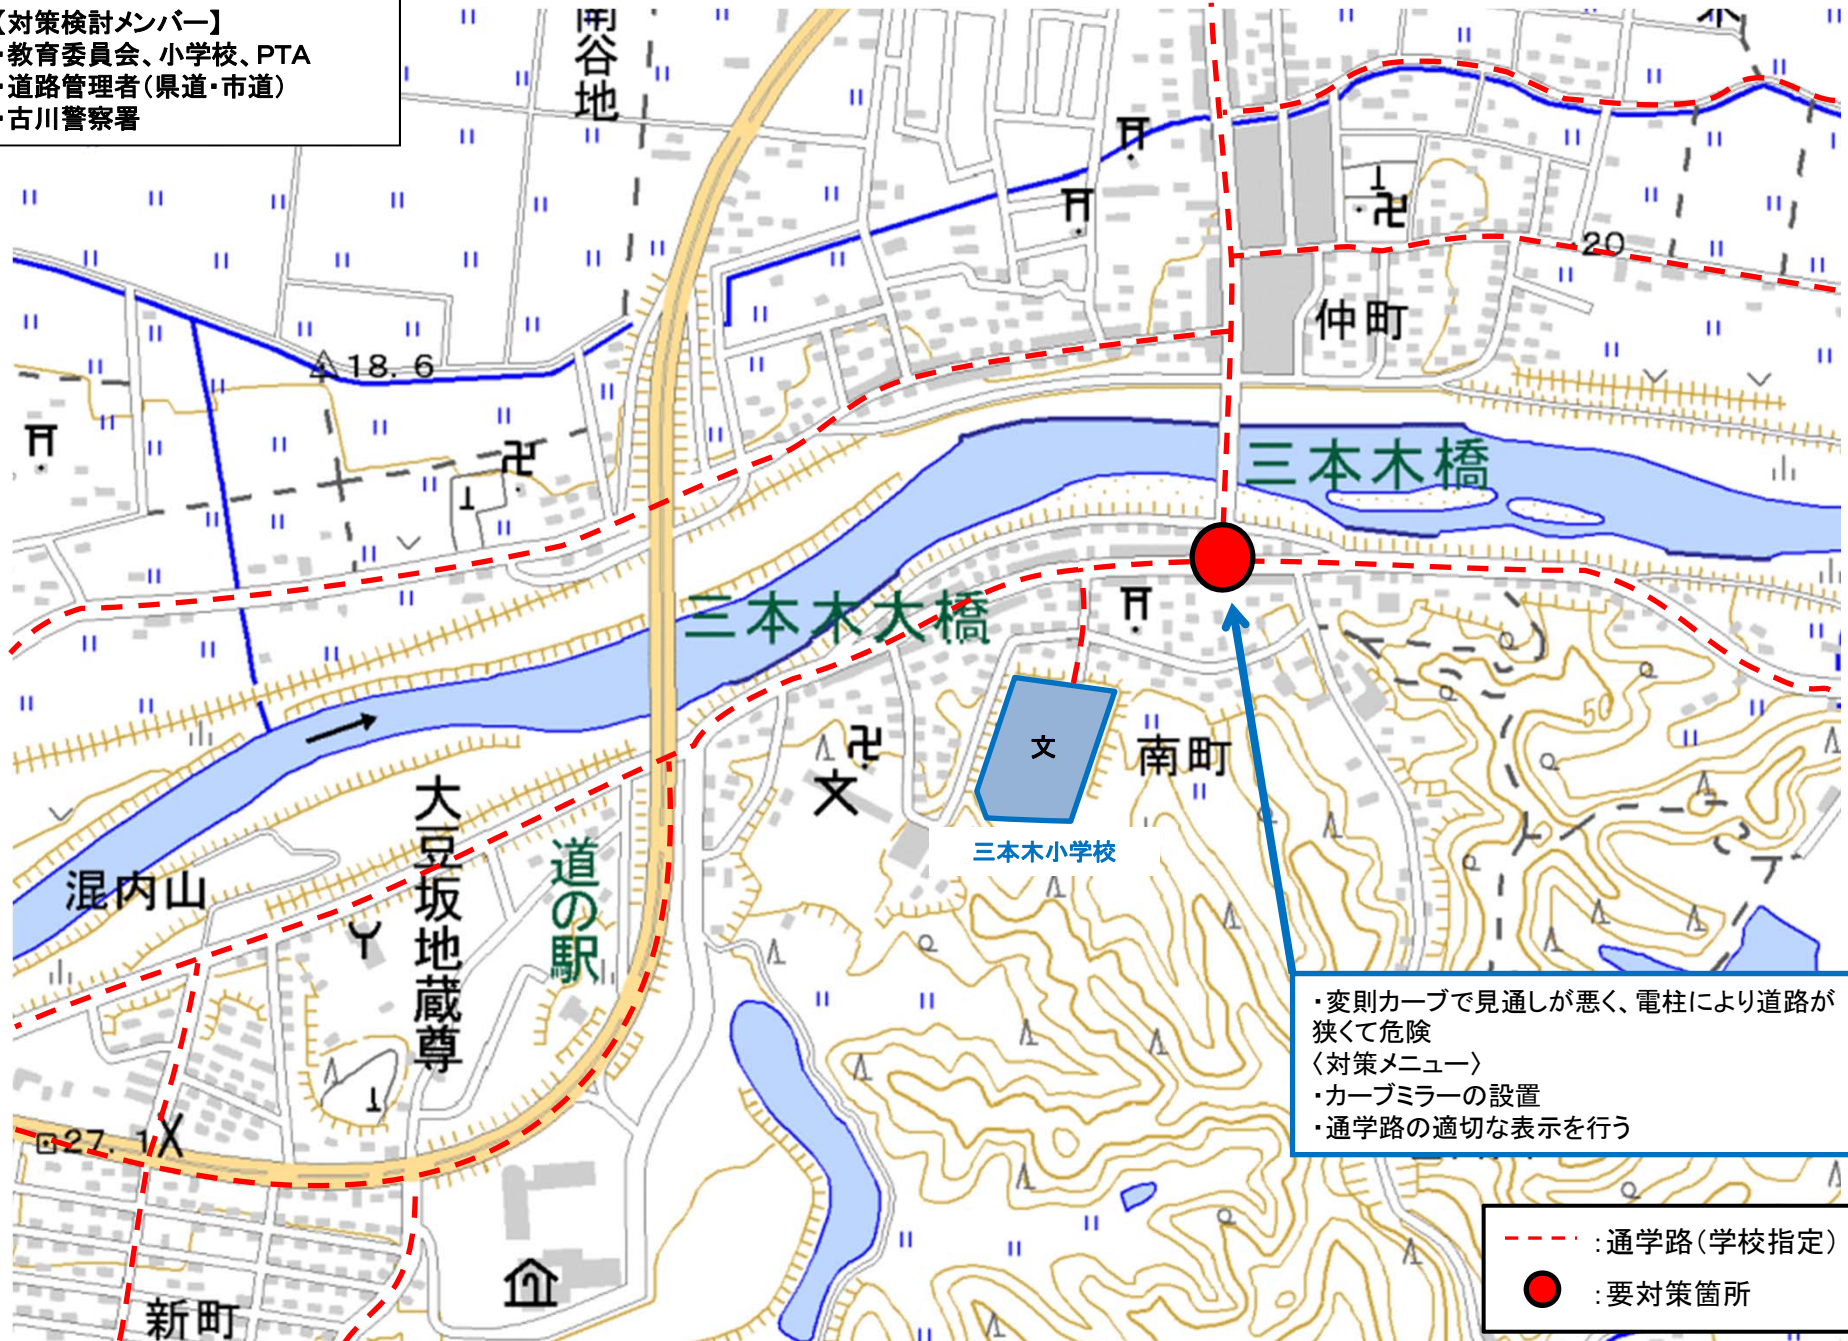 【対策検討メンバー】
・教育委員会、小学校、PTA
・道路管理者（県道・市道）
・古川警察署
南谷地
20
仲町
18.6
三本木橋
三本木大橋
文
南町
文
三本木小学校
大豆坂地蔵尊
道の駅
混内山
50
・変則カーブで見通しが悪く、電柱により道路が
狭くて危険
〈対策メニュー〉
・カーブミラーの設置
・通学路の適切な表示を行う
27.1
新町
：通学路（学校指定）
：要対策箇所